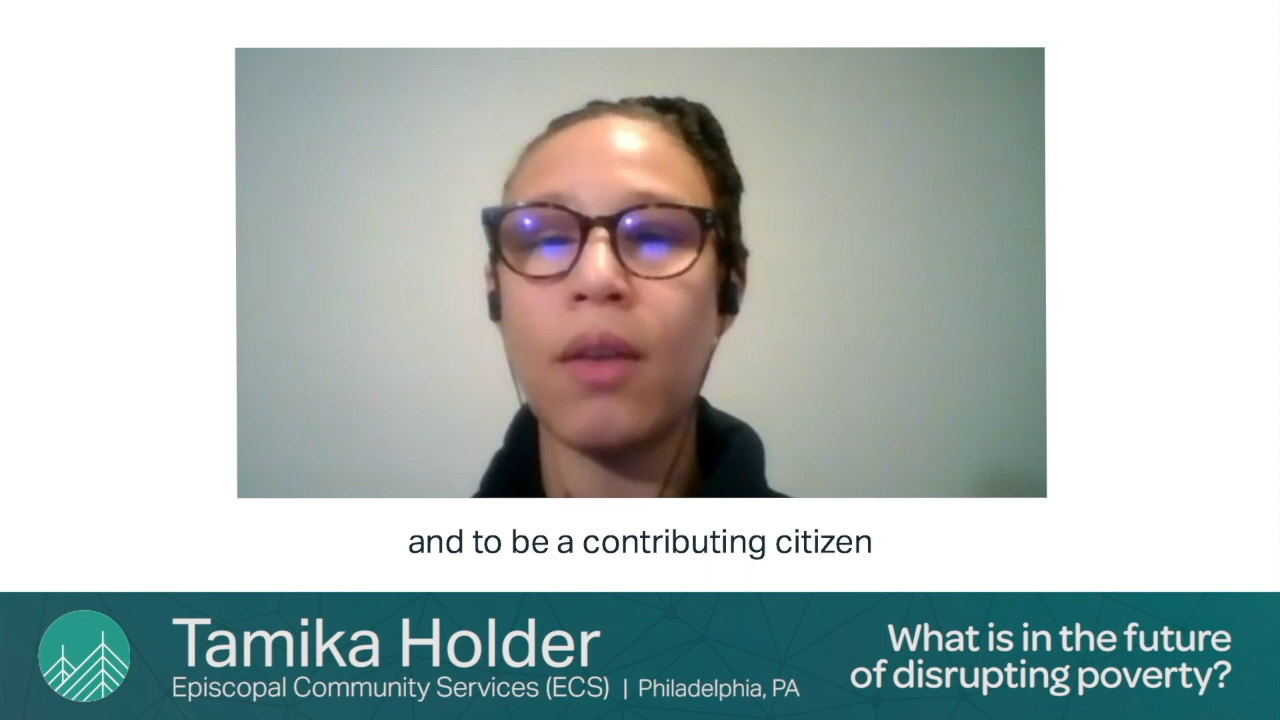 and to be a contributing citizen
Tamika Holder
Episcopal Community Services (ECS) | Philadelphia, PA
What is in the future
of disrupting poverty?